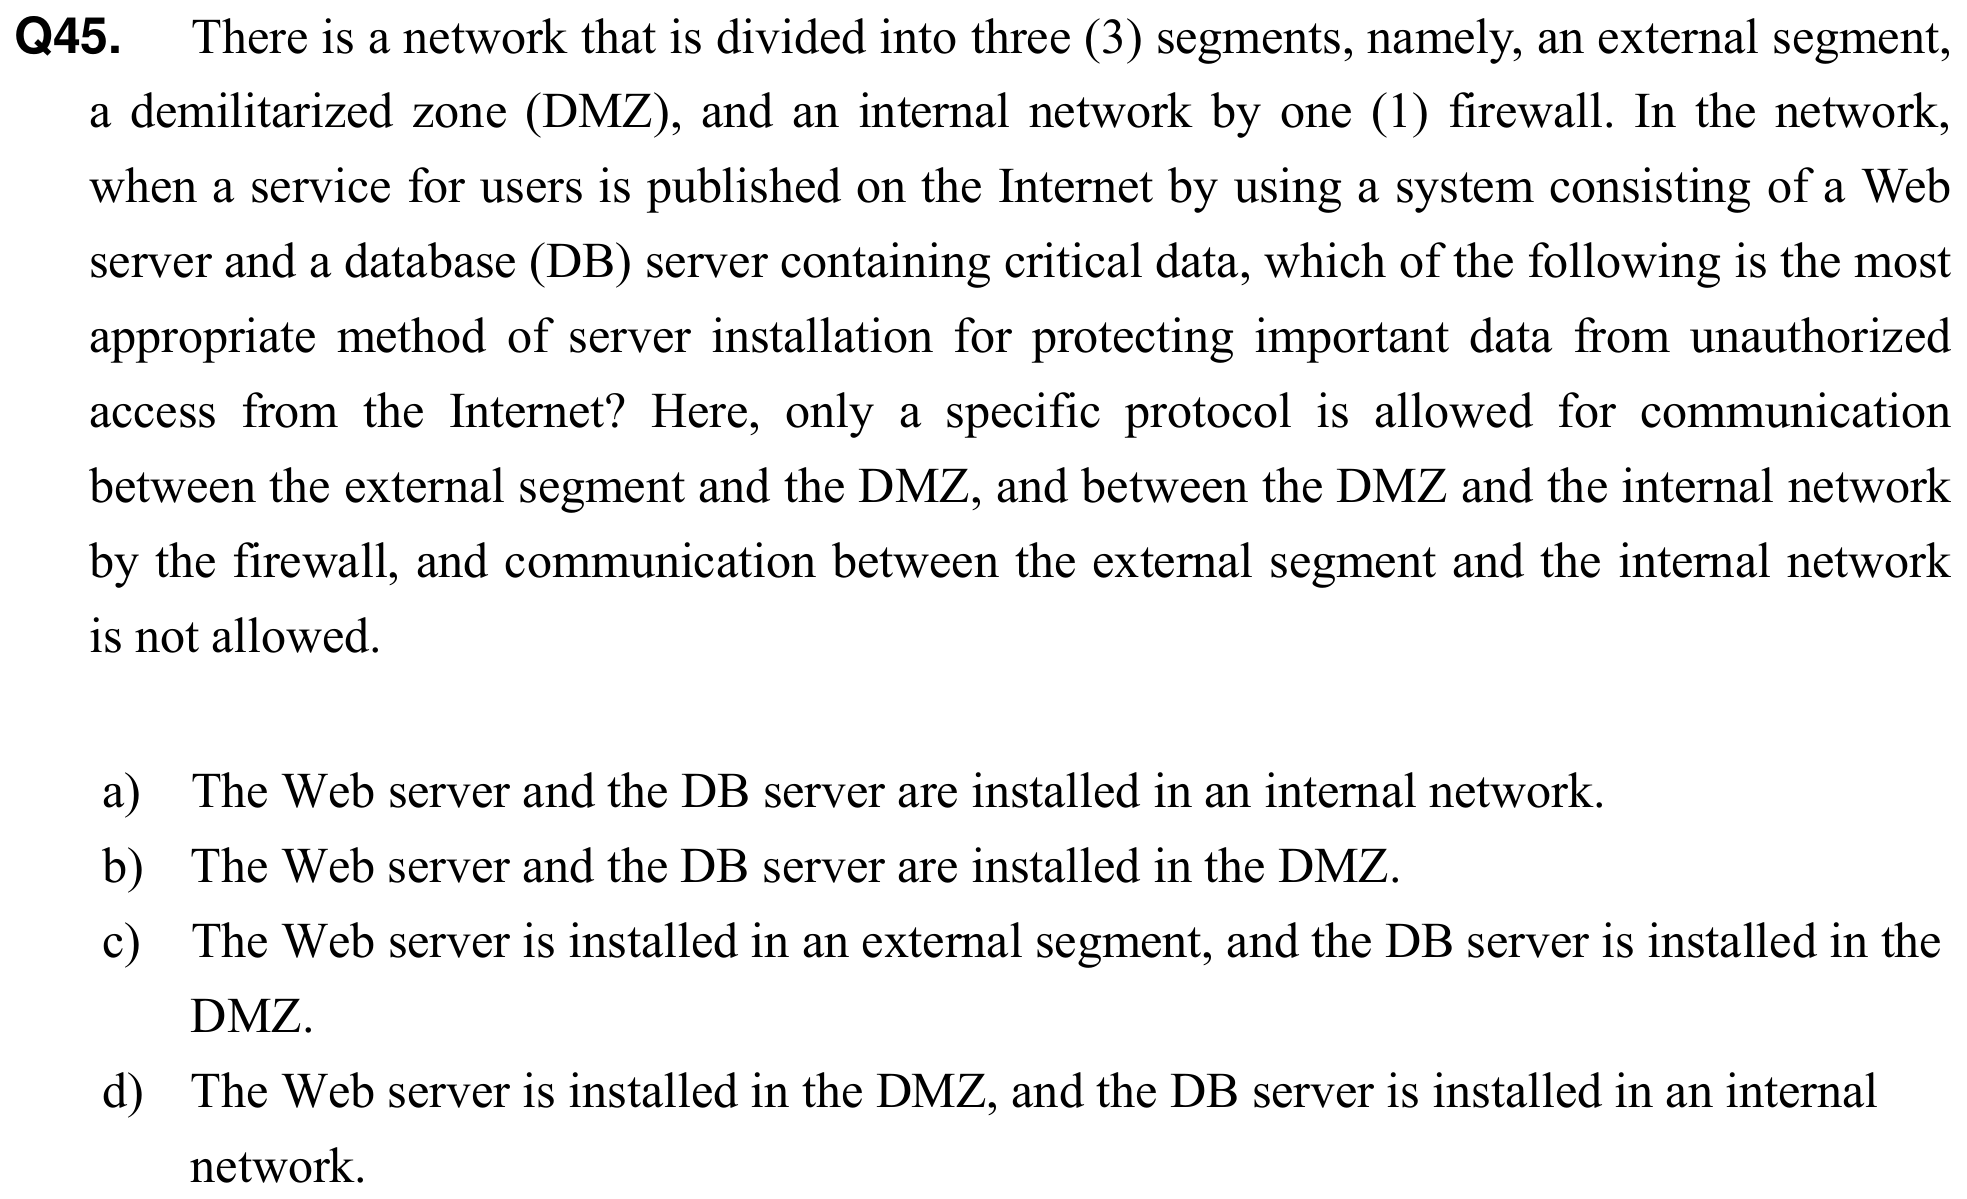 Q45. There is a network that is divided into three (3) segments, namely, an external segment,
a demilitarized zone (DMZ), and an internal network by one (1) firewall. In the network,
when a service for users is published on the Internet by using a system consisting of a Web
server and a database (DB) server containing critical data, which of the following is the most
appropriate method of server installation for protecting important data from unauthorized
access from the Internet? Here, only a specific protocol is allowed for communication
between the external segment and the DMZ, and between the DMZ and the internal network
by the firewall, and communication between the external segment and the internal network
is not allowed.
a) The Web server and the DB server are installed in an internal network.
b) The Web server and the DB server are installed in the DMZ.
c) The Web server is installed in an external segment, and the DB server is installed in the
DMZ.
d) The Web server is installed in the DMZ, and the DB server is installed in an internal
network.